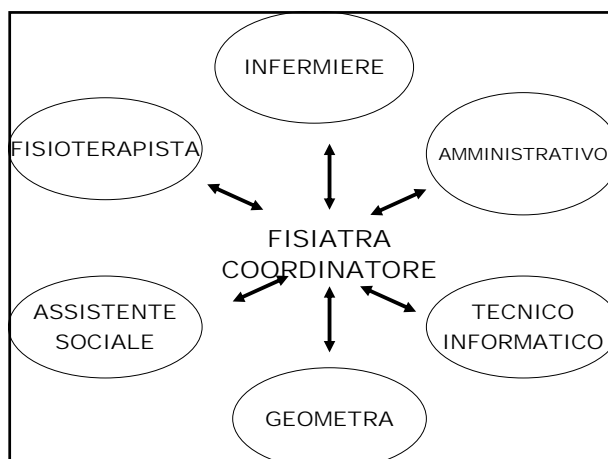 INFERMIERE
FISIOTERAPISTA
AMMINISTRATIVO
FISIATRA
COORDINATORE
ASSISTENTE
SOCIALE
TECNICO
INFORMATICO
GEOMETRA